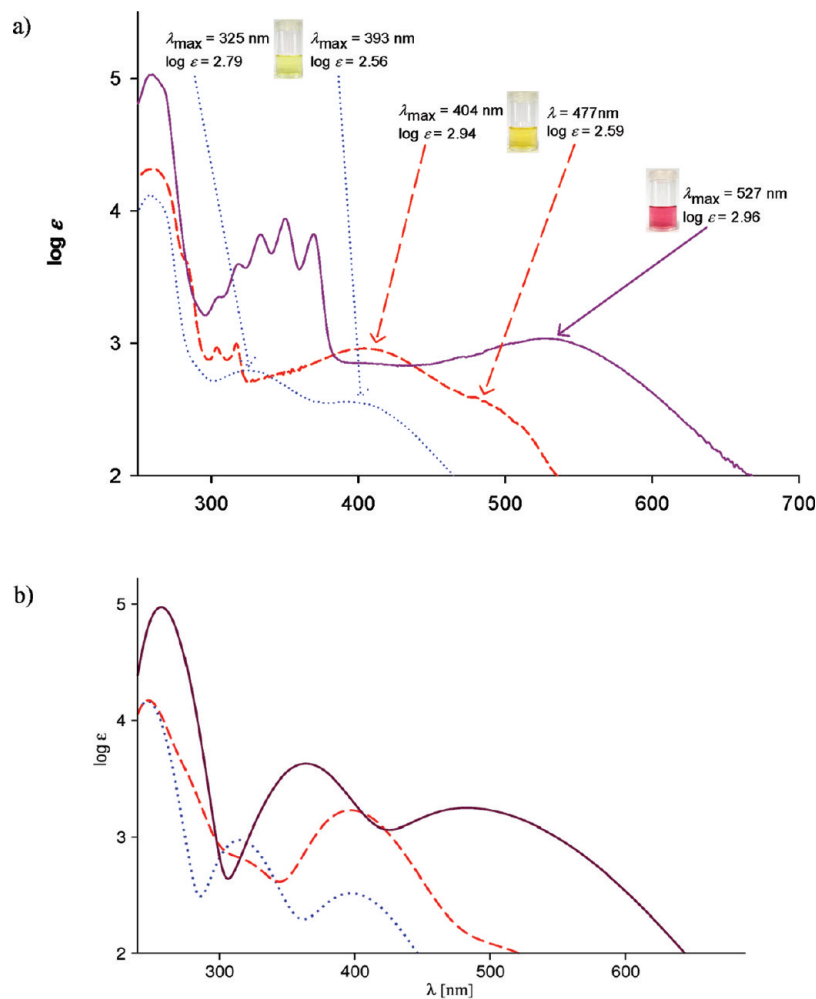 a)
λmax = 325 nm
log ε = 2.79
λmax = 393 nm
log ε = 2.56
λmax = 404 nm
log ε = 2.94
λ = 477nm
log ε = 2.59
λmax = 527 nm
log ε = 2.96
log ε
5
4
3
2
300 400 500 600 700
b)
log ε
5
4
3
2
300 400 500 600
λ [nm]